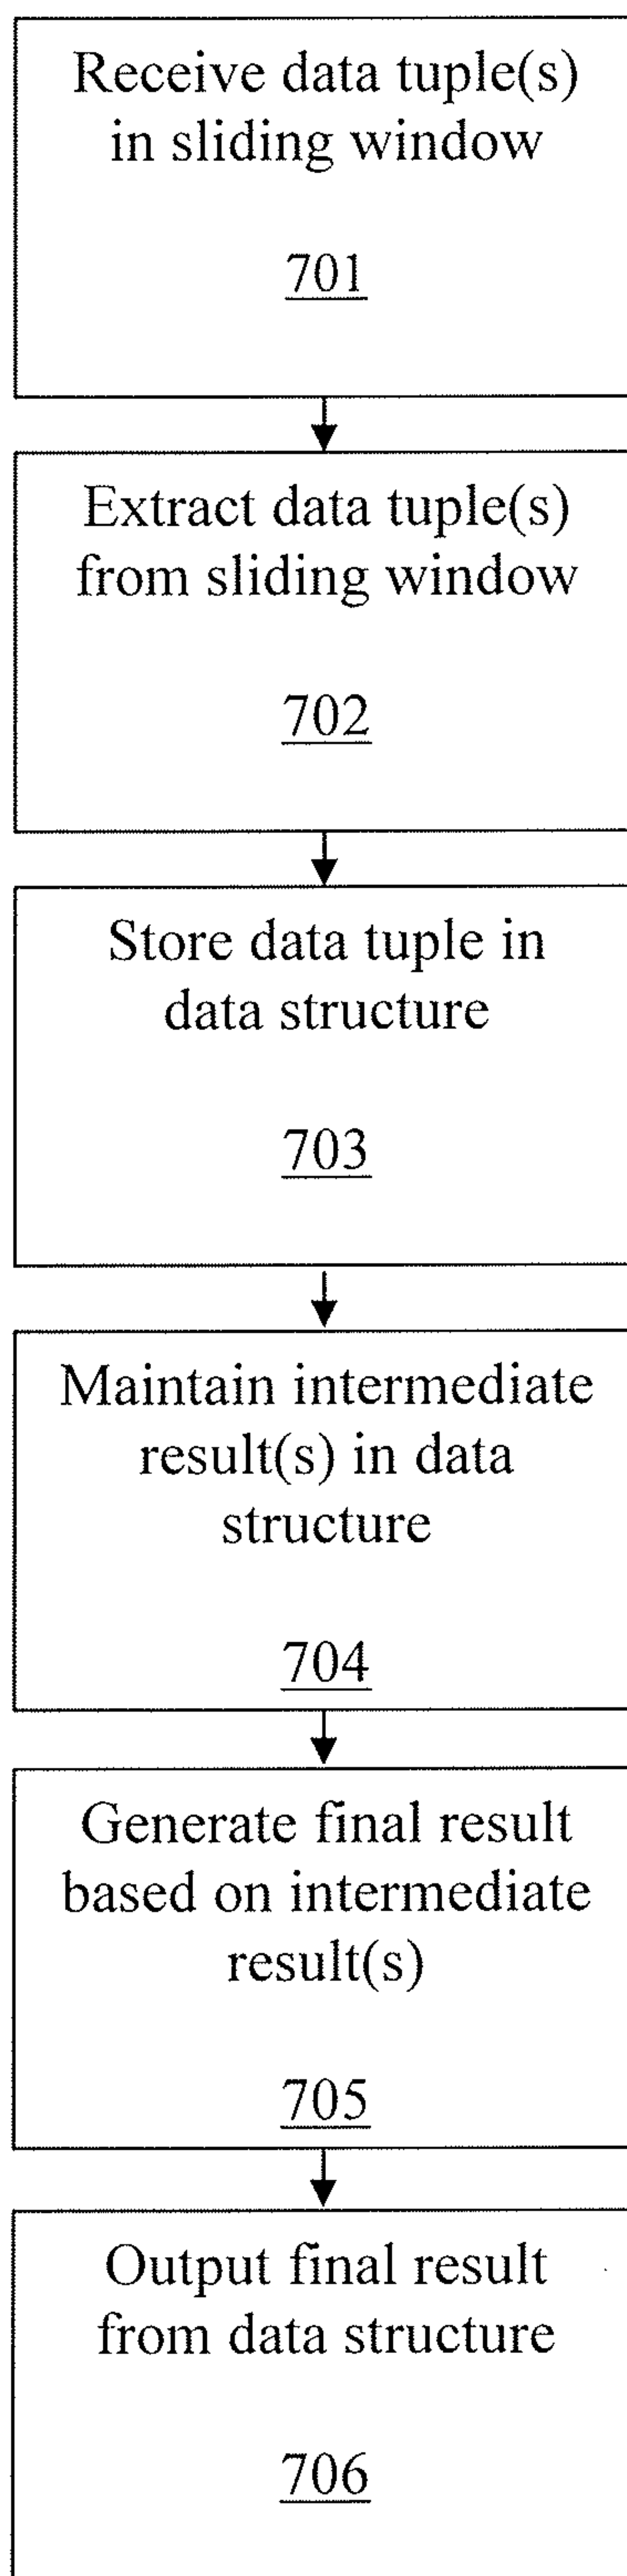 Receive data tuple(s)
in sliding window
701
Extract data tuple(s)
from sliding window
702
Store data tuple in
data structure
703
Maintain intermediate
result(s) in data
structure
704
Generate final result
based on intermediate
result(s)
705
Output final result
from data structure
706